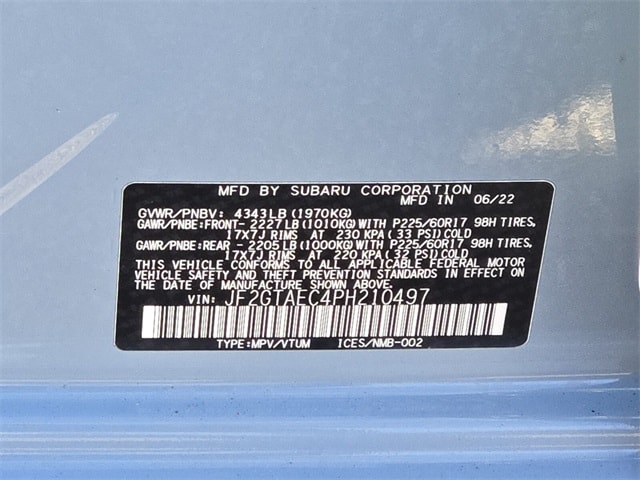 MFD BY SUBARU CORPORATION
MFD IN 06/22
GVWR/PNBV: 4343LB(1970KG)
GAWR/PNBE:FRONT- 2227LB(1010KG)WITH P225/60R17 98H TIRES,
17X7J RIMS AT 230 KPA(33 PSI)COLD
GAWR/PNBE:REAR - 2205LB(1000KG)WITH P225/60R17 98H TIRES,
17X7J RIMS AT 220 KPA(32 PSI)COLD
THIS VEHICLE CONFORMS TO ALL APPLICABLE FEDERAL MOTOR
VEHICLE SAFETY AND THEFT PREVENTION STANDARDS IN EFFECT ON
THE DATE OF MANUFACTURE SHOWN ABOVE.
VIN: JF2GTAEC4PH210497
TYPE:MPV/VTUM ICES/NMB-002